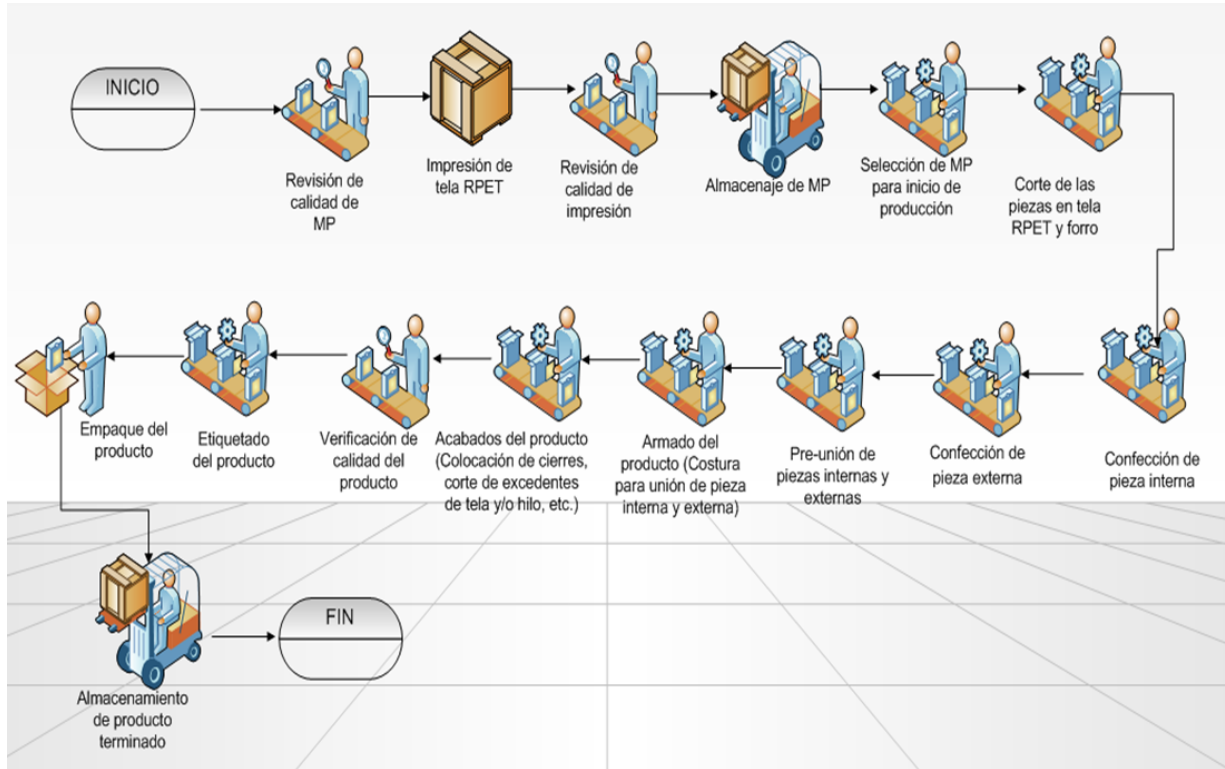 INICIO
Revisión de
calidad de
MP
Impresión de
tela RPET
Revisión de
calidad de
impresión
Almacenaje de MP
Selección de MP
para inicio de
producción
Corte de las
piezas en tela
RPET y forro
Confección de
pieza interna
Confección de
pieza externa
Pre-unión de
piezas internas y
externas
Armado del
producto (Costura
para unión de pieza
interna y externa)
Acabados del producto
(Colocación de cierres,
corte de excedentes
de tela y/o hilo, etc.)
Verificación de
calidad del
producto
Etiquetado
del producto
Empaque del
producto
Almacenamiento
de producto
terminado
FIN